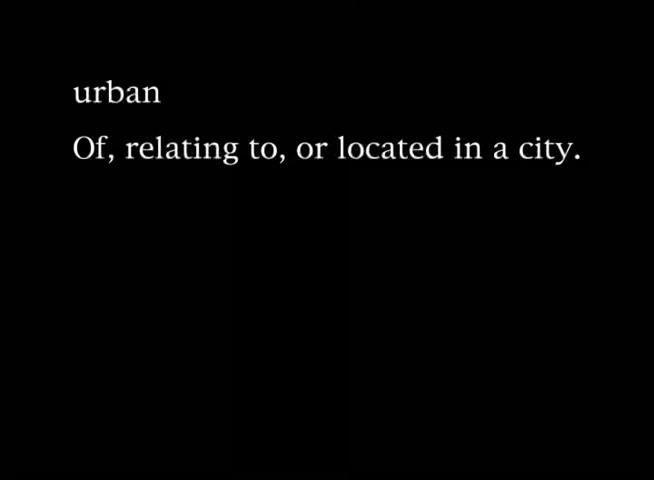 urban
Of, relating to, or located in a city.